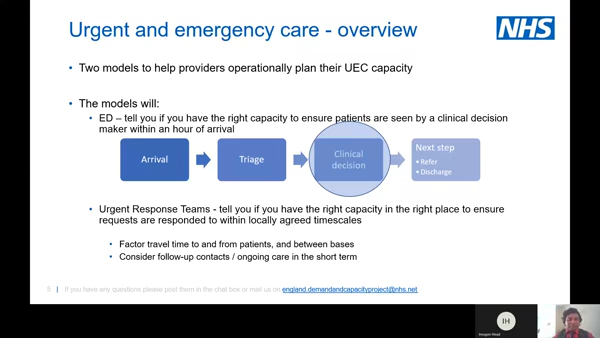 Urgent and emergency care - overview
NHS
• Two models to help providers operationally plan their UEC capacity
• The models will:
• ED – tell you if you have the right capacity to ensure patients are seen by a clinical decision
maker within an hour of arrival
Arrival
Triage
Clinical
decision
Next step
• Refer
• Discharge
• Urgent Response Teams - tell you if you have the right capacity in the right place to ensure
requests are responded to within locally agreed timescales
• Factor travel time to and from patients, and between bases
• Consider follow-up contacts / ongoing care in the short term
5 | If you have any questions please post them in the chat box or mail us on england.demandandcapacityproject@nhs.net
IH